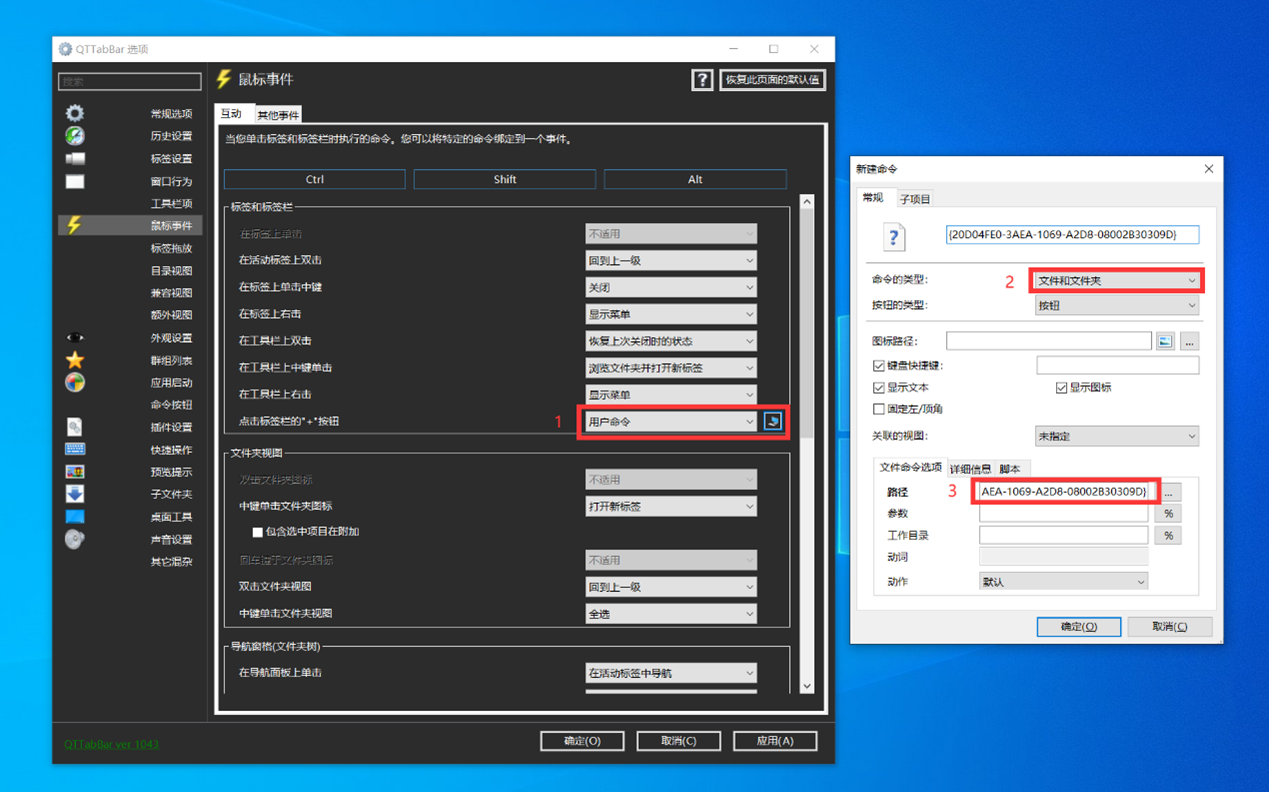 QTTabBar 选项
搜索...
常规选项
历史设置
标签设置
窗口行为
工具栏项
鼠标事件
标签拖放
目录视图
兼容视图
额外视图
外观设置
群组列表
应用启动
命令按钮
插件设置
快捷操作
预览提示
子文件夹
桌面工具
声音设置
其它混杂
QTTabBar ver 1043
鼠标事件
?
恢复此页面的默认值
互动 其他事件
当您单击标签和标签栏时执行的命令。您可以将特定的命令绑定到一个事件。
Ctrl Shift Alt
标签和标签栏
在标签上单击 不适用
在活动标签上双击 回到上一级
在标签上单击中键 关闭
在标签上右击 显示菜单
在工具栏上双击 恢复上次关闭时的状态
在工具栏上中键单击 浏览文件夹并打开新标签
在工具栏上右击 显示菜单
点击标签栏的"+"按钮 1 用户命令
文件夹视图
双击文件夹图标 不适用
中键单击文件夹图标 打开新标签
包含选中项目在附加
不适用
双击文件夹视图 回到上一级
中键单击文件夹视图 全选
导航窗格(文件夹树)
在导航面板上单击 在活动标签中导航
确定(O) 取消(C) 应用(A)
新建命令
常规 子项目
{20D04FE0-3AEA-1069-A2D8-08002B30309D}
命令的类型: 2 文件和文件夹
按钮的类型: 按钮
图标路径: ...
键盘快捷键:
显示文本 显示图标
固定左/顶角
关联的视图: 未指定
文件命令选项 详细信息 脚本
路径 3 AEA-1069-A2D8-08002B30309D} ...
参数 %
工作目录 %
动词
动作 默认
确定(O) 取消(C)